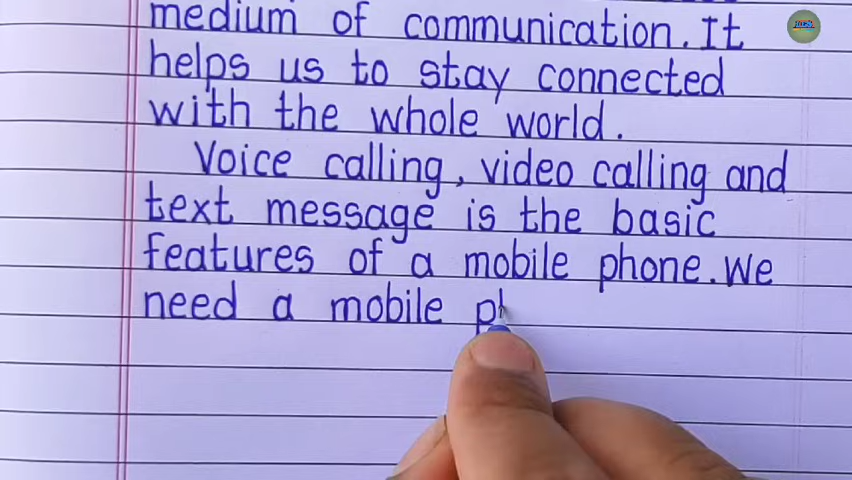 medium of communication. It
helps us to stay connected
with the whole world.
Voice calling, video calling and
text message is the basic
features of a mobile phone. We
need a mobile ph